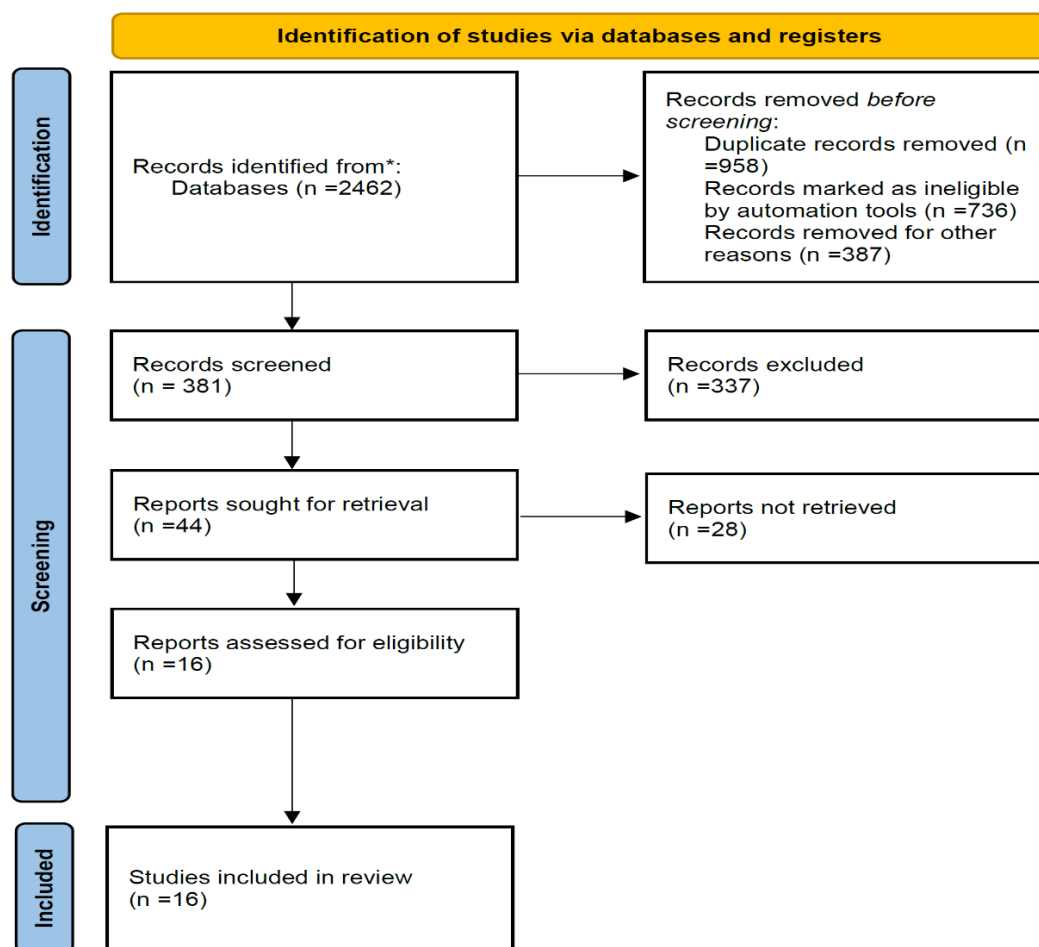 Identification of studies via databases and registers
Identification
Records identified from*:
Databases (n =2462)
Records removed before
screening:
Duplicate records removed (n
=958)
Records marked as ineligible
by automation tools (n =736)
Records removed for other
reasons (n =387)
Screening
Records screened
(n = 381)
Records excluded
(n =337)
Reports sought for retrieval
(n =44)
Reports not retrieved
(n =28)
Reports assessed for eligibility
(n =16)
Included
Studies included in review
(n =16)